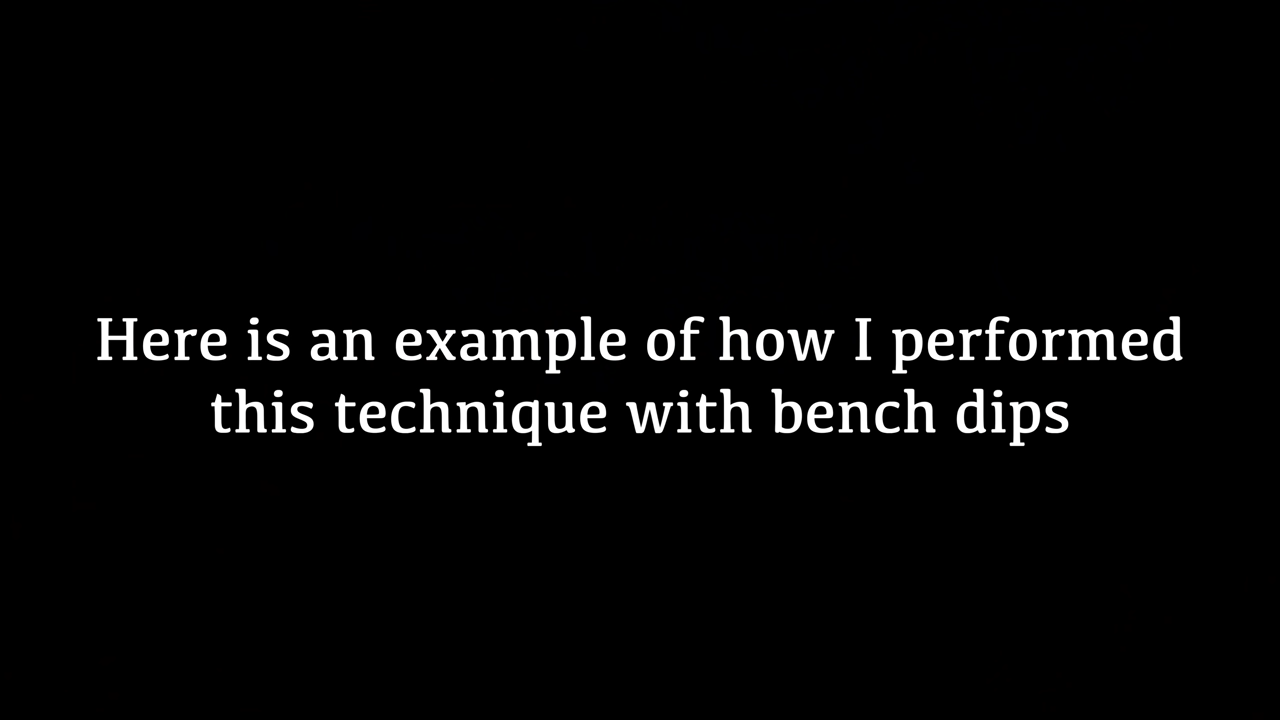 Here is an example of how I performed
this technique with bench dips